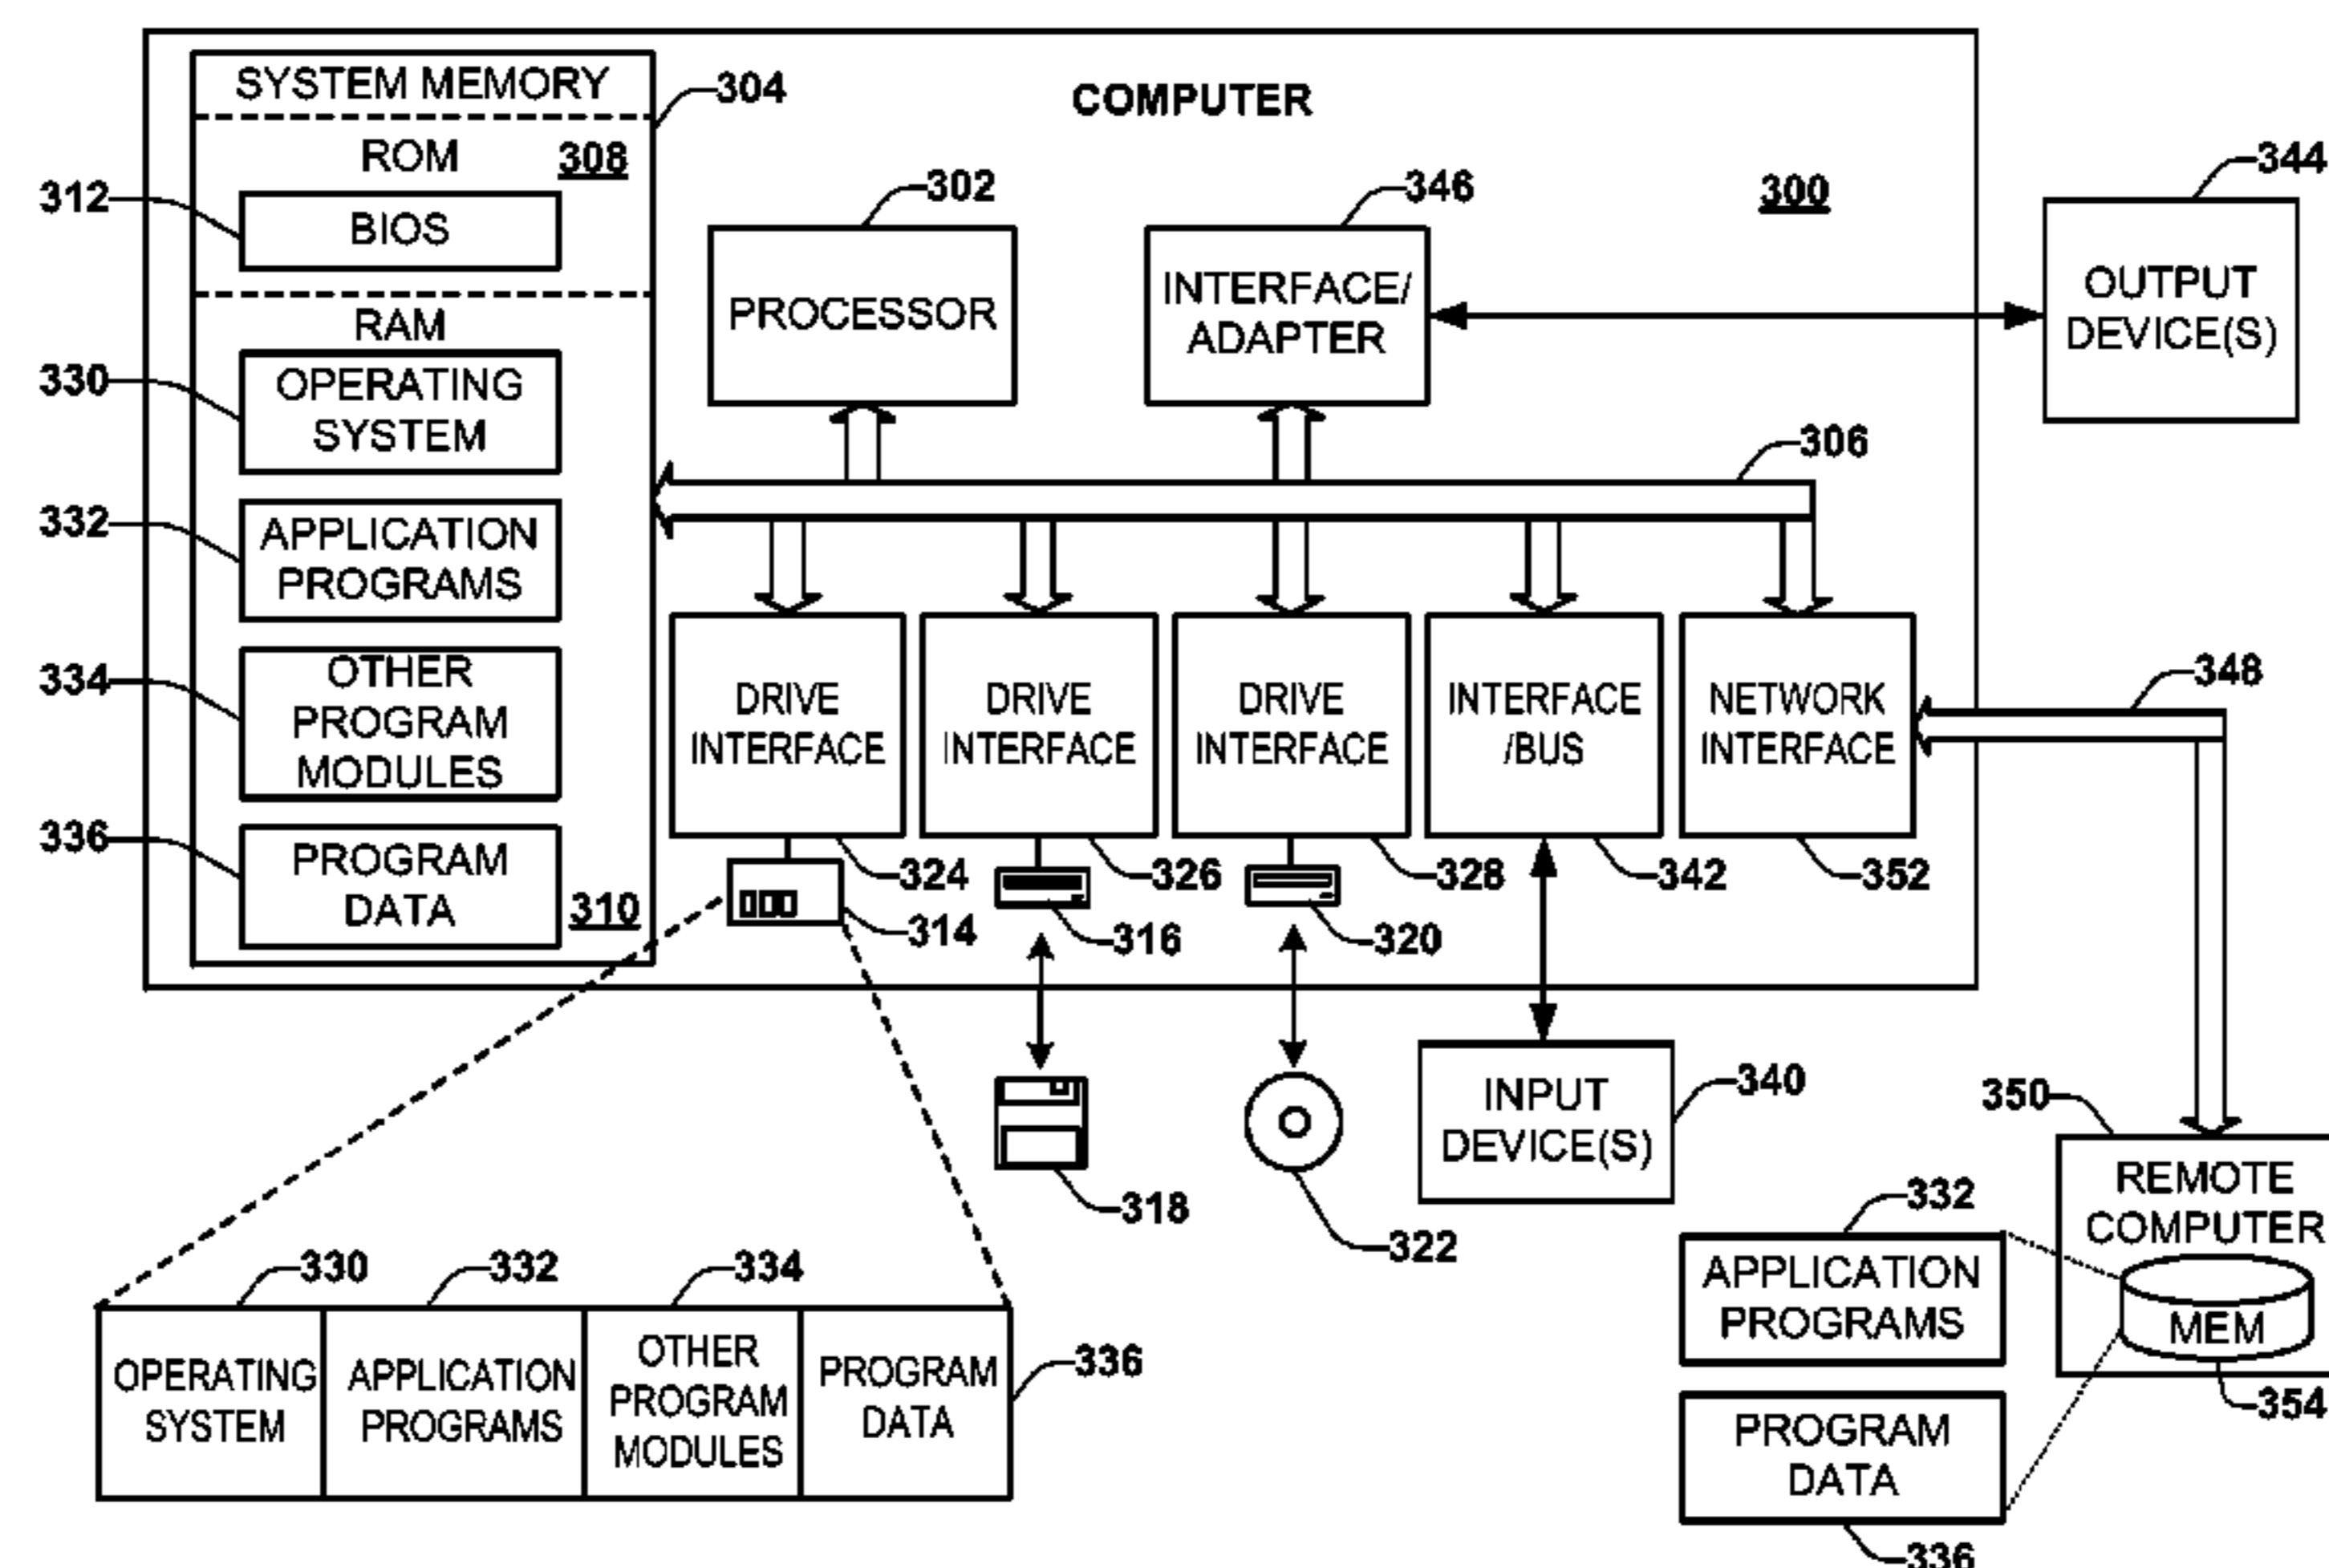 SYSTEM MEMORY
304
COMPUTER
ROM
308
312
BIOS
302
346
300
344
PROCESSOR
INTERFACE/
ADAPTER
OUTPUT
DEVICE(S)
RAM
330
OPERATING
SYSTEM
306
332
APPLICATION
PROGRAMS
334
OTHER
PROGRAM
MODULES
DRIVE
INTERFACE
DRIVE
INTERFACE
DRIVE
INTERFACE
INTERFACE
/BUS
NETWORK
INTERFACE
348
336
PROGRAM
DATA
310
324
326
328
342
352
314
316
320
318
322
INPUT
DEVICE(S)
340
350
REMOTE
COMPUTER
MEM
354
332
APPLICATION
PROGRAMS
PROGRAM
DATA
336
330
332
334
OPERATING
SYSTEM
APPLICATION
PROGRAMS
OTHER
PROGRAM
MODULES
PROGRAM
DATA
336